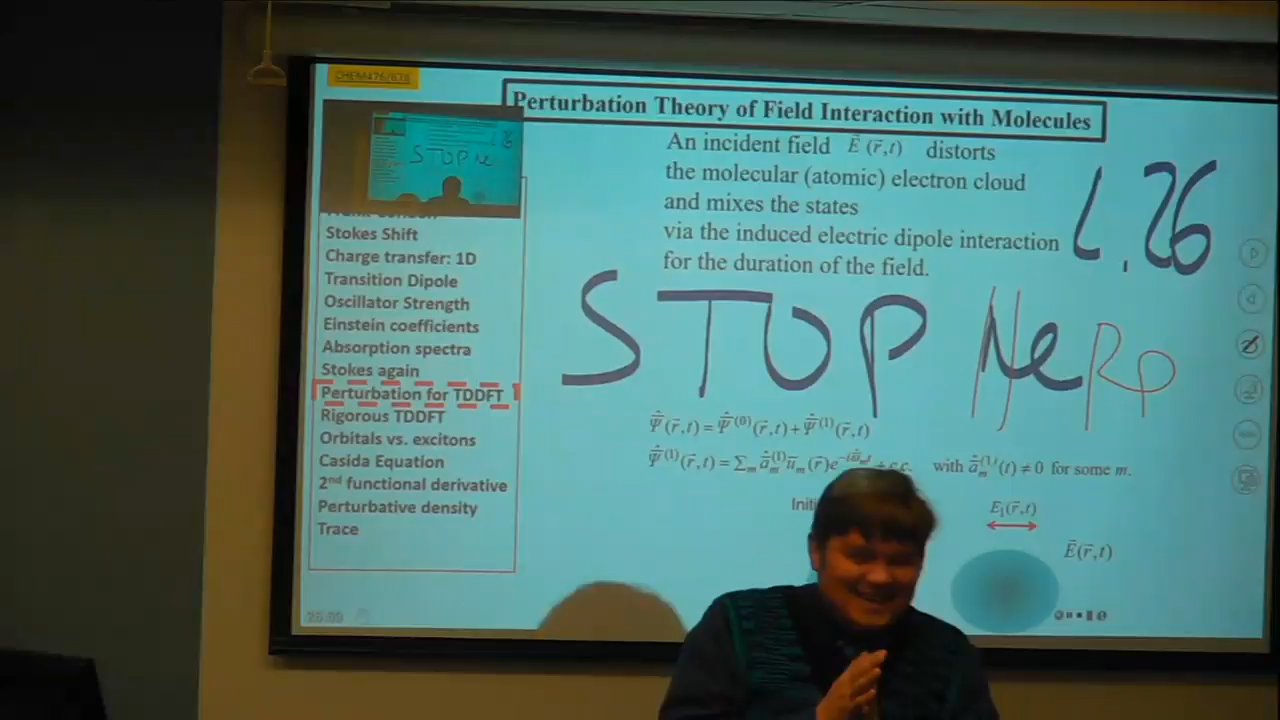 CHEM476/676
Perturbation Theory of Field Interaction with Molecules
An incident field E⃗ (r⃗,t) distorts
the molecular (atomic) electron cloud
and mixes the states
via the induced electric dipole interaction
for the duration of the field.
L.26
STOP
Stokes Shift
Charge transfer: 1D
Transition Dipole
Oscillator Strength
Einstein coefficients
Absorption spectra
Stokes again
Perturbation for TDDFT
Rigorous TDDFT
Orbitals vs. excitons
Casida Equation
2nd functional derivative
Perturbative density
Trace
with for some m.
E₁(r⃗,t)
E⃗(r⃗,t)